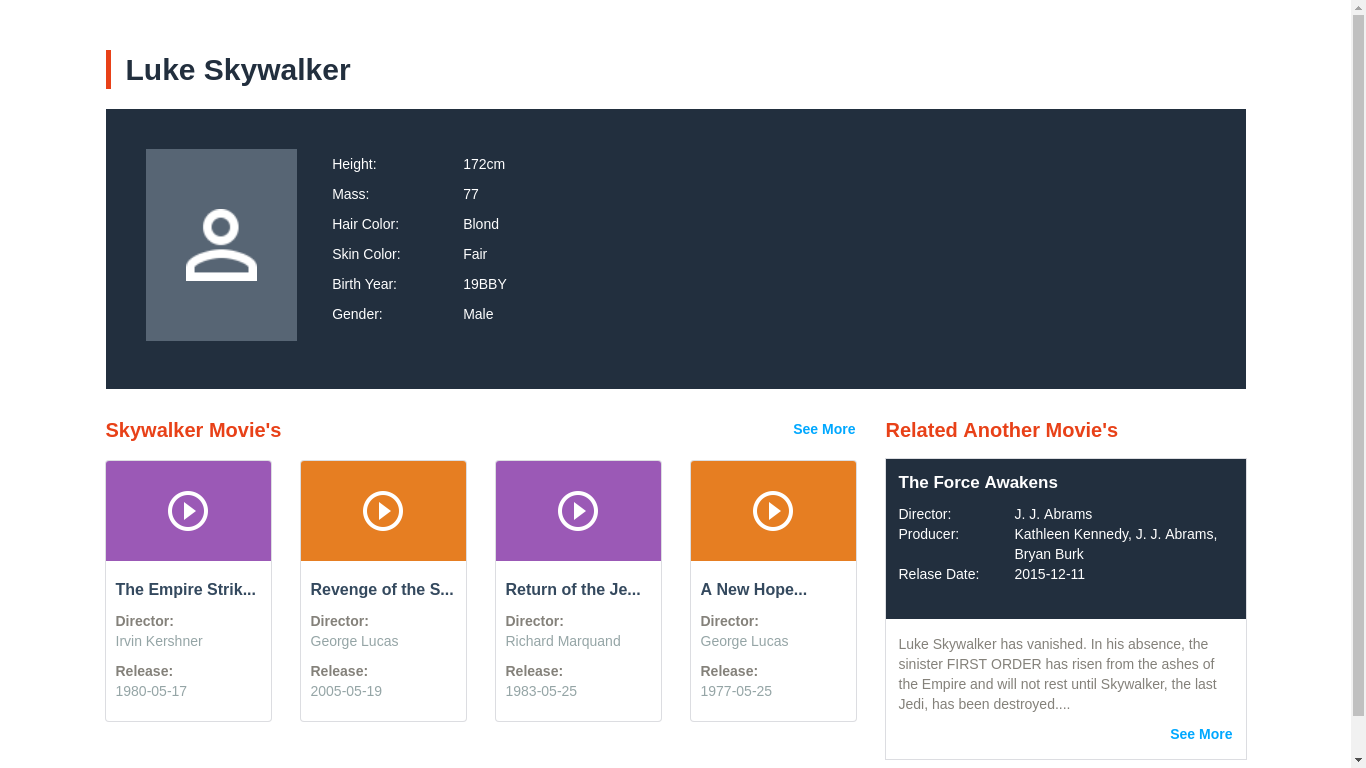 Luke Skywalker
Height: 172cm
Mass: 77
Hair Color: Blond
Skin Color: Fair
Birth Year: 19BBY
Gender: Male
Skywalker Movie's
See More
The Empire Strik...
Director:
Irvin Kershner
Release:
1980-05-17
Revenge of the S...
Director:
George Lucas
Release:
2005-05-19
Return of the Je...
Director:
Richard Marquand
Release:
1983-05-25
A New Hope...
Director:
George Lucas
Release:
1977-05-25
Related Another Movie's
The Force Awakens
Director: J. J. Abrams
Producer: Kathleen Kennedy, J. J. Abrams,
Bryan Burk
Relase Date: 2015-12-11
Luke Skywalker has vanished. In his absence, the
sinister FIRST ORDER has risen from the ashes of
the Empire and will not rest until Skywalker, the last
Jedi, has been destroyed....
See More